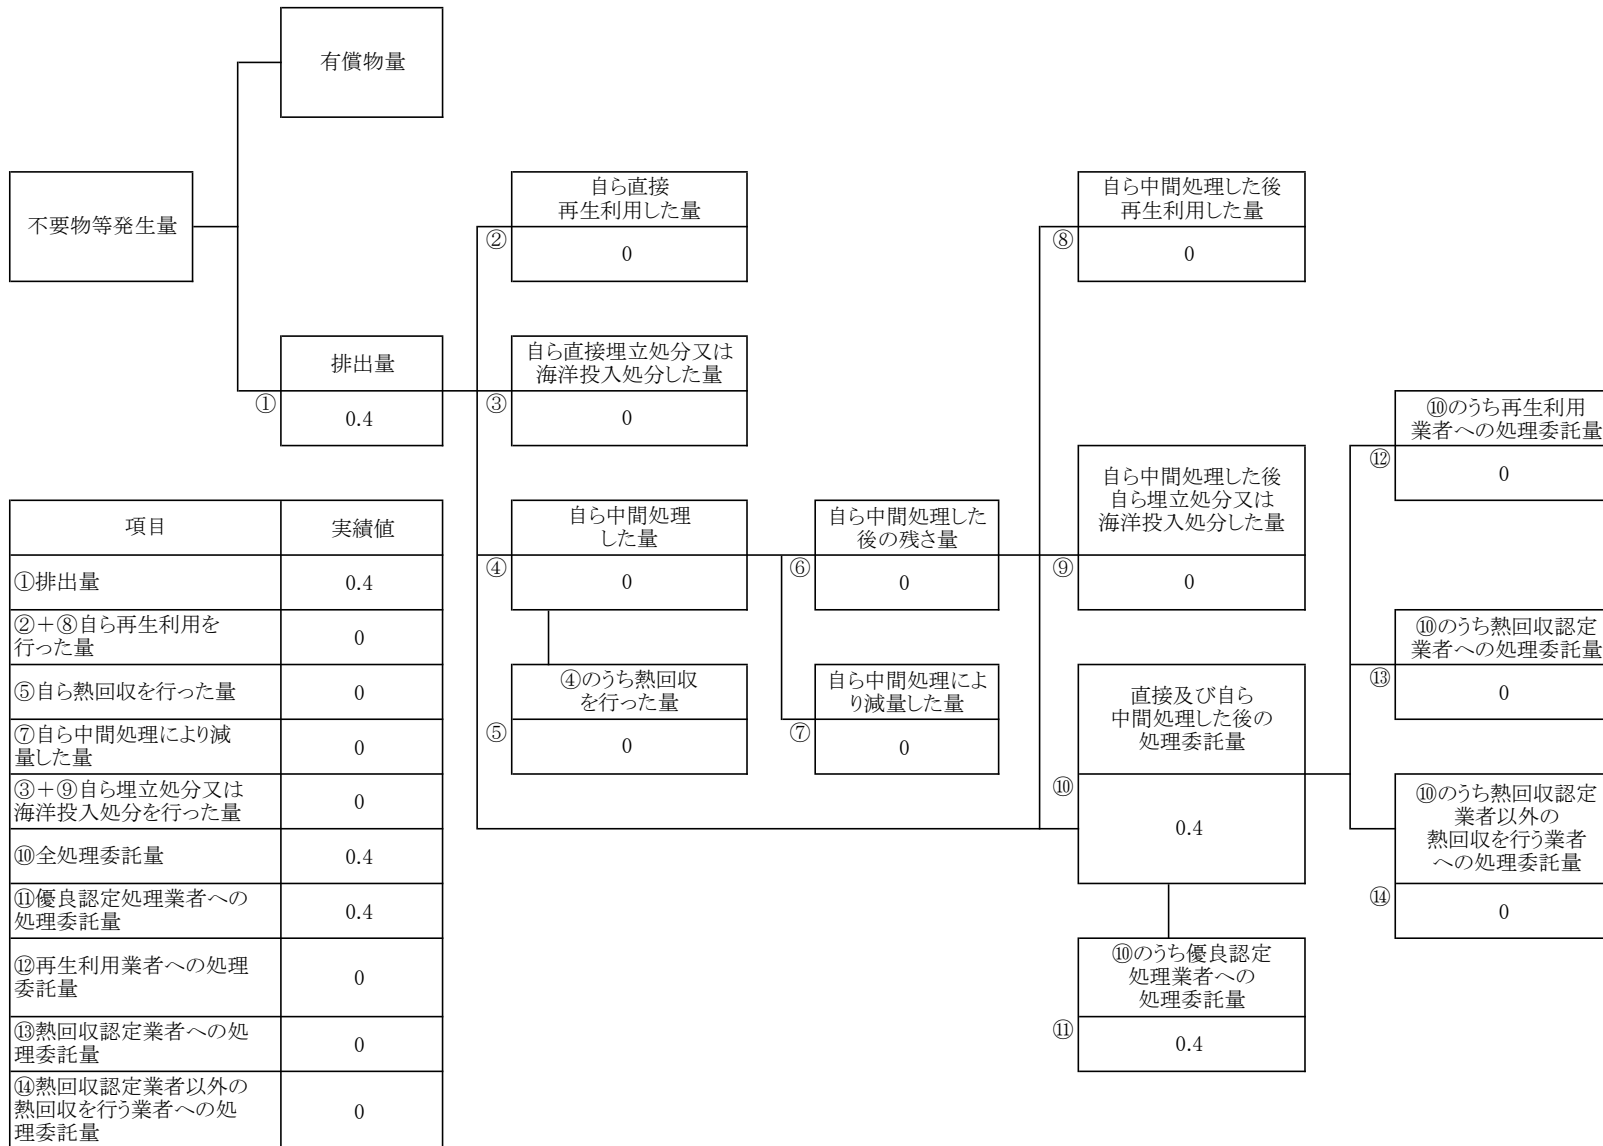 有償物量
不要物等発生量
自ら直接
再生利用した量
②
0
自ら中間処理した後
再生利用した量
⑧
0
排出量
①
0.4
自ら直接埋立処分又は
海洋投入処分した量
③
0
⑩のうち再生利用
業者への処理委託量
⑫
0
自ら中間処理した後
自ら埋立処分又は
海洋投入処分した量
⑨
0
自ら中間処理
した量
④
0
自ら中間処理した
後の残さ量
⑥
0
⑩のうち熱回収認定
業者への処理委託量
⑬
0
④のうち熱回収
を行った量
⑤
0
自ら中間処理によ
り減量した量
⑦
0
直接及び自ら
中間処理した後の
処理委託量
⑩
0.4
⑩のうち熱回収認定
業者以外の
熱回収を行う業者
への処理委託量
⑭
0
⑩のうち優良認定
処理業者への
処理委託量
⑪
0.4
項目 実績値
①排出量 0.4
②＋⑧自ら再生利用を
行った量 0
⑤自ら熱回収を行った量 0
⑦自ら中間処理により減
量した量 0
③＋⑨自ら埋立処分又は
海洋投入処分を行った量 0
⑩全処理委託量 0.4
⑪優良認定処理業者への
処理委託量 0.4
⑫再生利用業者への処理
委託量 0
⑬熱回収認定業者への処
理委託量 0
⑭熱回収認定業者以外の
熱回収を行う業者への処
理委託量 0